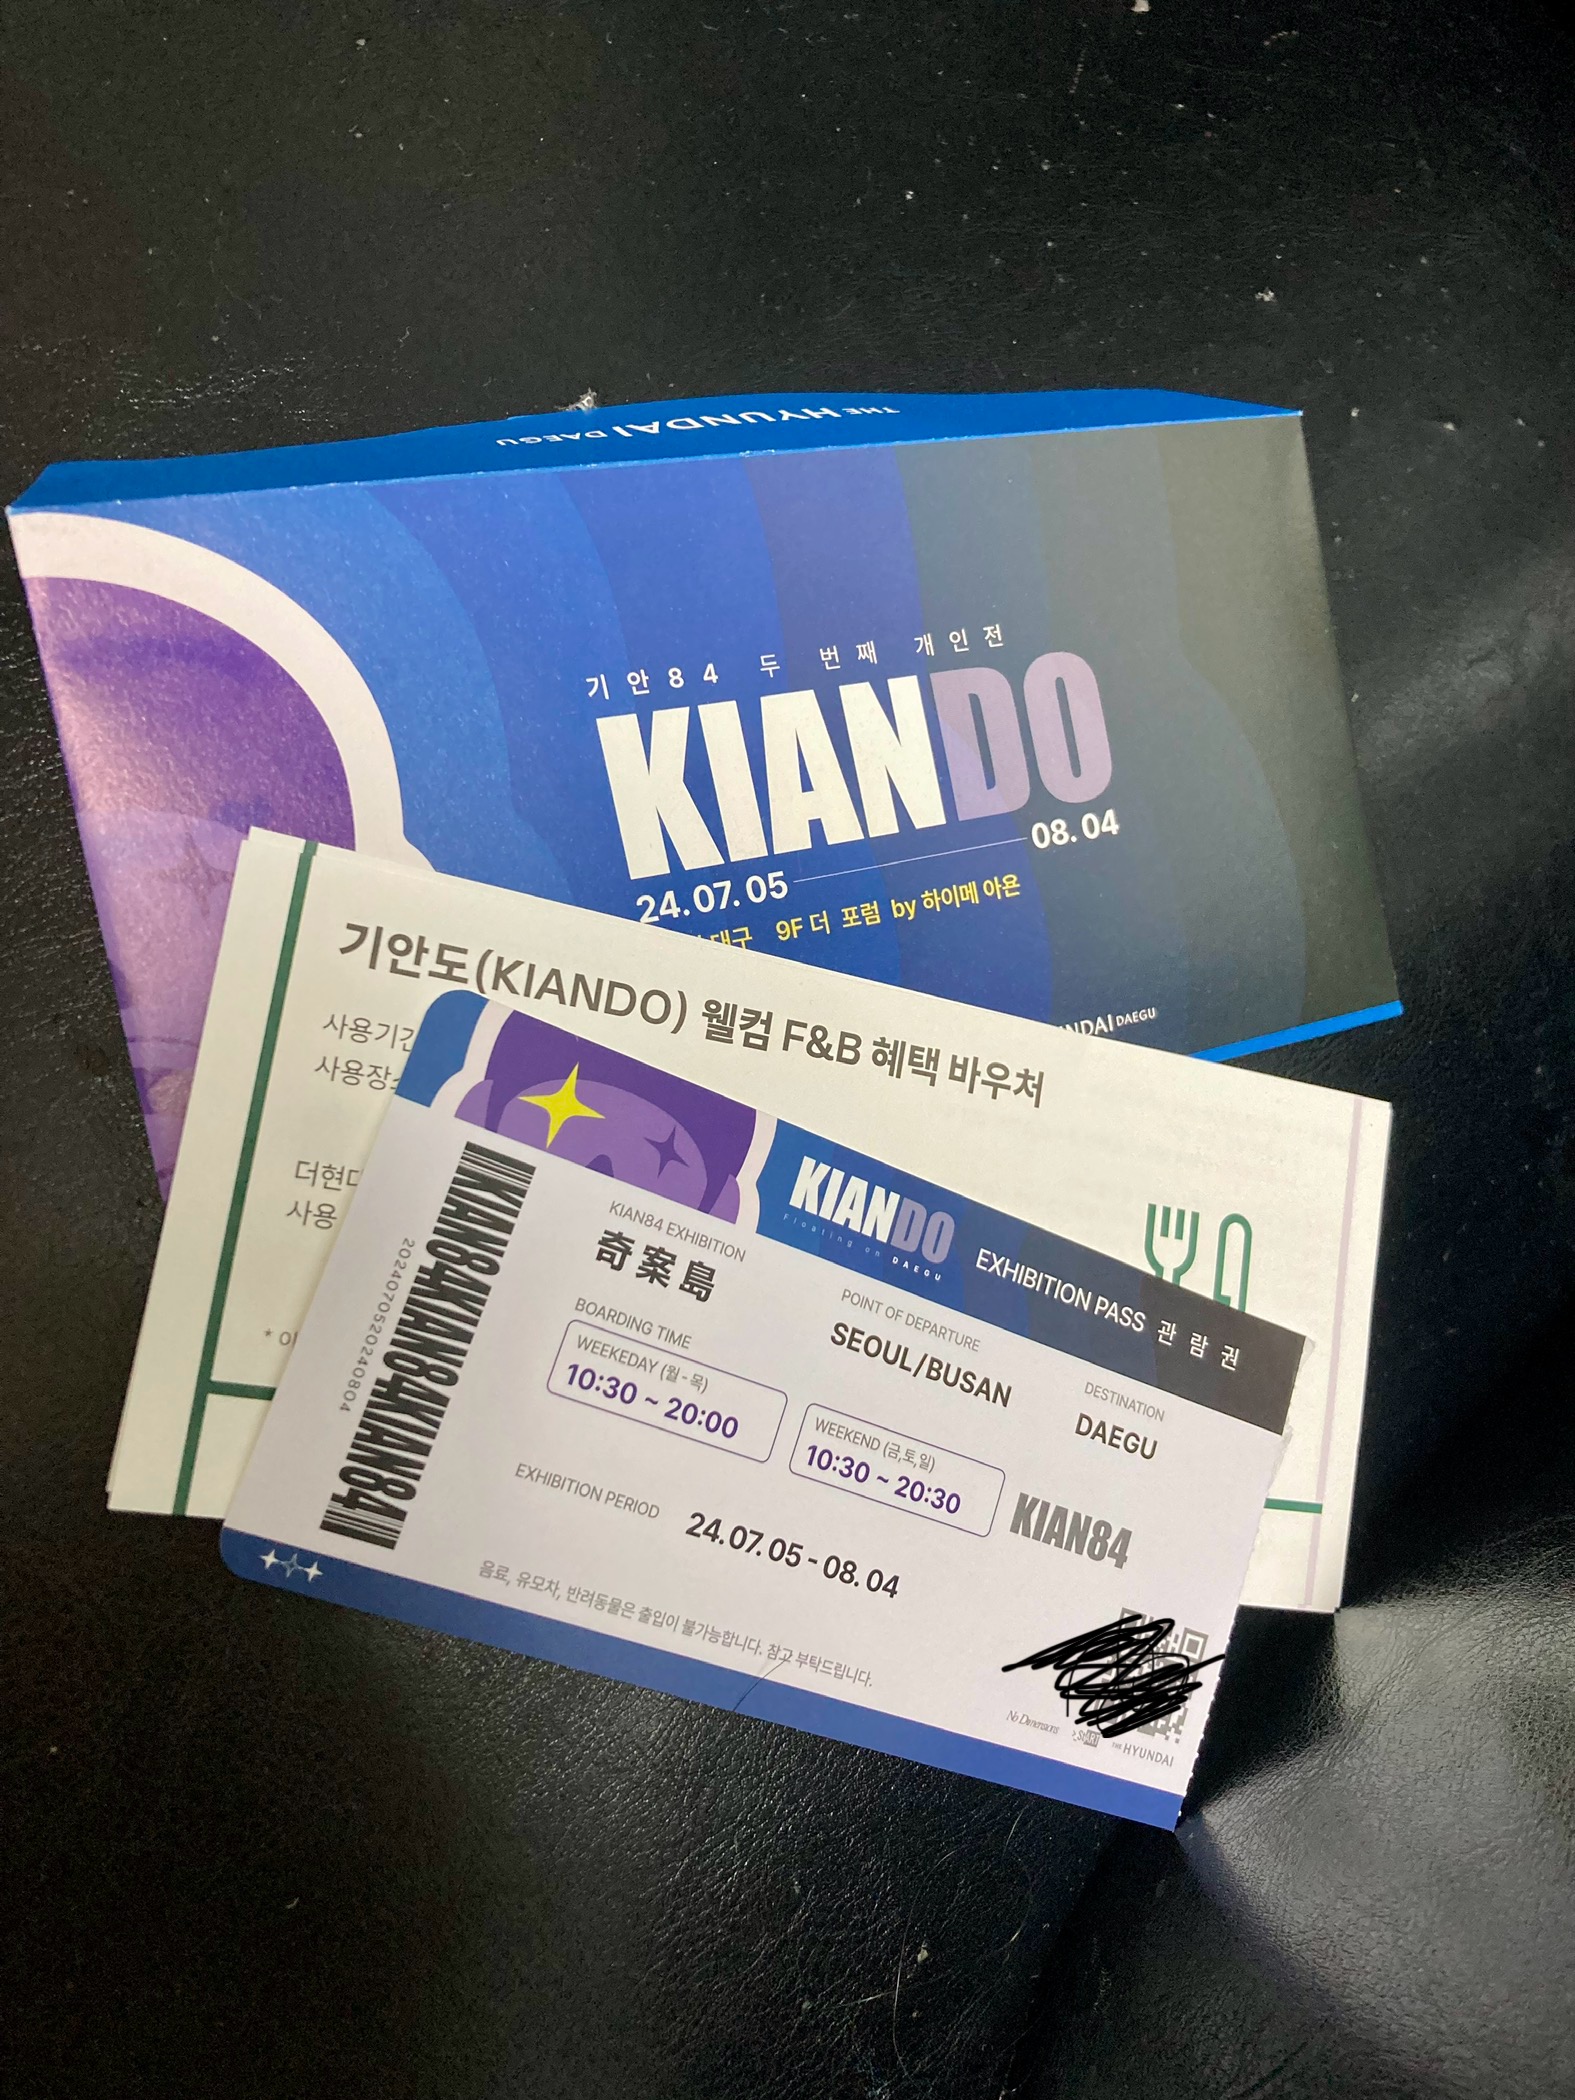 THE HYUNDAI DAEGU
기안84 두 번째 개인전
KIANDO
24.07.05 08.04
대구 9F 더 포럼 by 하이메 아욘
DAEGU
기안도(KIANDO) 웰컴 F&B 혜택 바우처
사용기간
사용장
더현
사용
KIANDO
Floating on DAEGU
EXHIBITION PASS 관람권
KIAN84 EXHIBITION
奇案島
POINT OF DEPARTURE
SEOUL/BUSAN
DESTINATION
DAEGU
BOARDING TIME
WEEKEDAY (월-목)
10:30 ~ 20:00
WEEKEND (금,토,일)
10:30 ~ 20:30
EXHIBITION PERIOD
24.07.05 - 08.04
KIAN84
음료, 유모차, 반려동물은 출입이 불가능합니다. 참고 부탁드립니다.
KIAN84KIAN84KIAN84KIAN84
2024070520240804
No Dimensions
THE HYUNDAI